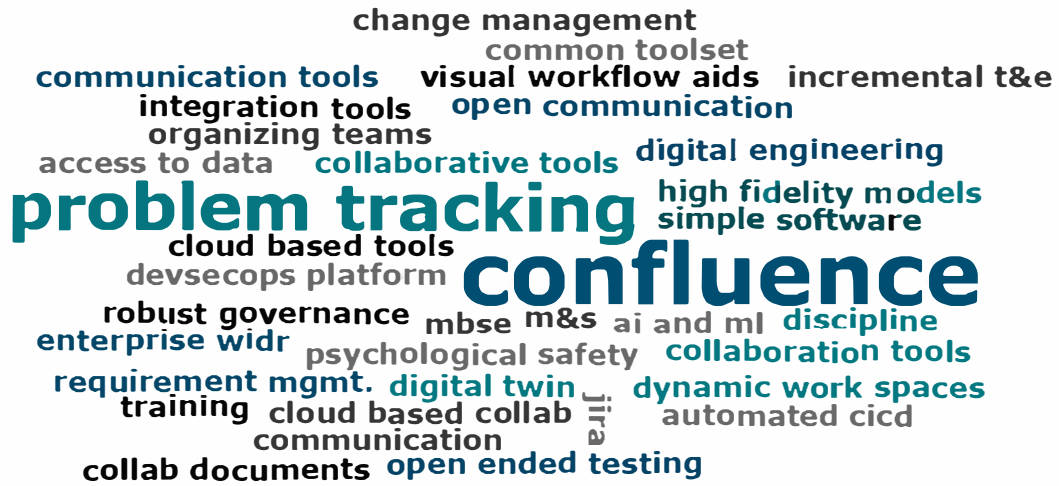 change management
common toolset
communication tools
visual workflow aids
incremental t&e
integration tools
open communication
organizing teams
digital engineering
access to data
collaborative tools
problem tracking
high fidelity models
simple software
cloud based tools
devsecops platform
confluence
robust governance
mbse
m&s
ai and ml
discipline
enterprise widr
psychological safety
collaboration tools
requirement mgmt.
digital twin
dynamic work spaces
training
cloud based collab
jira
automated cicd
communication
collab documents
open ended testing